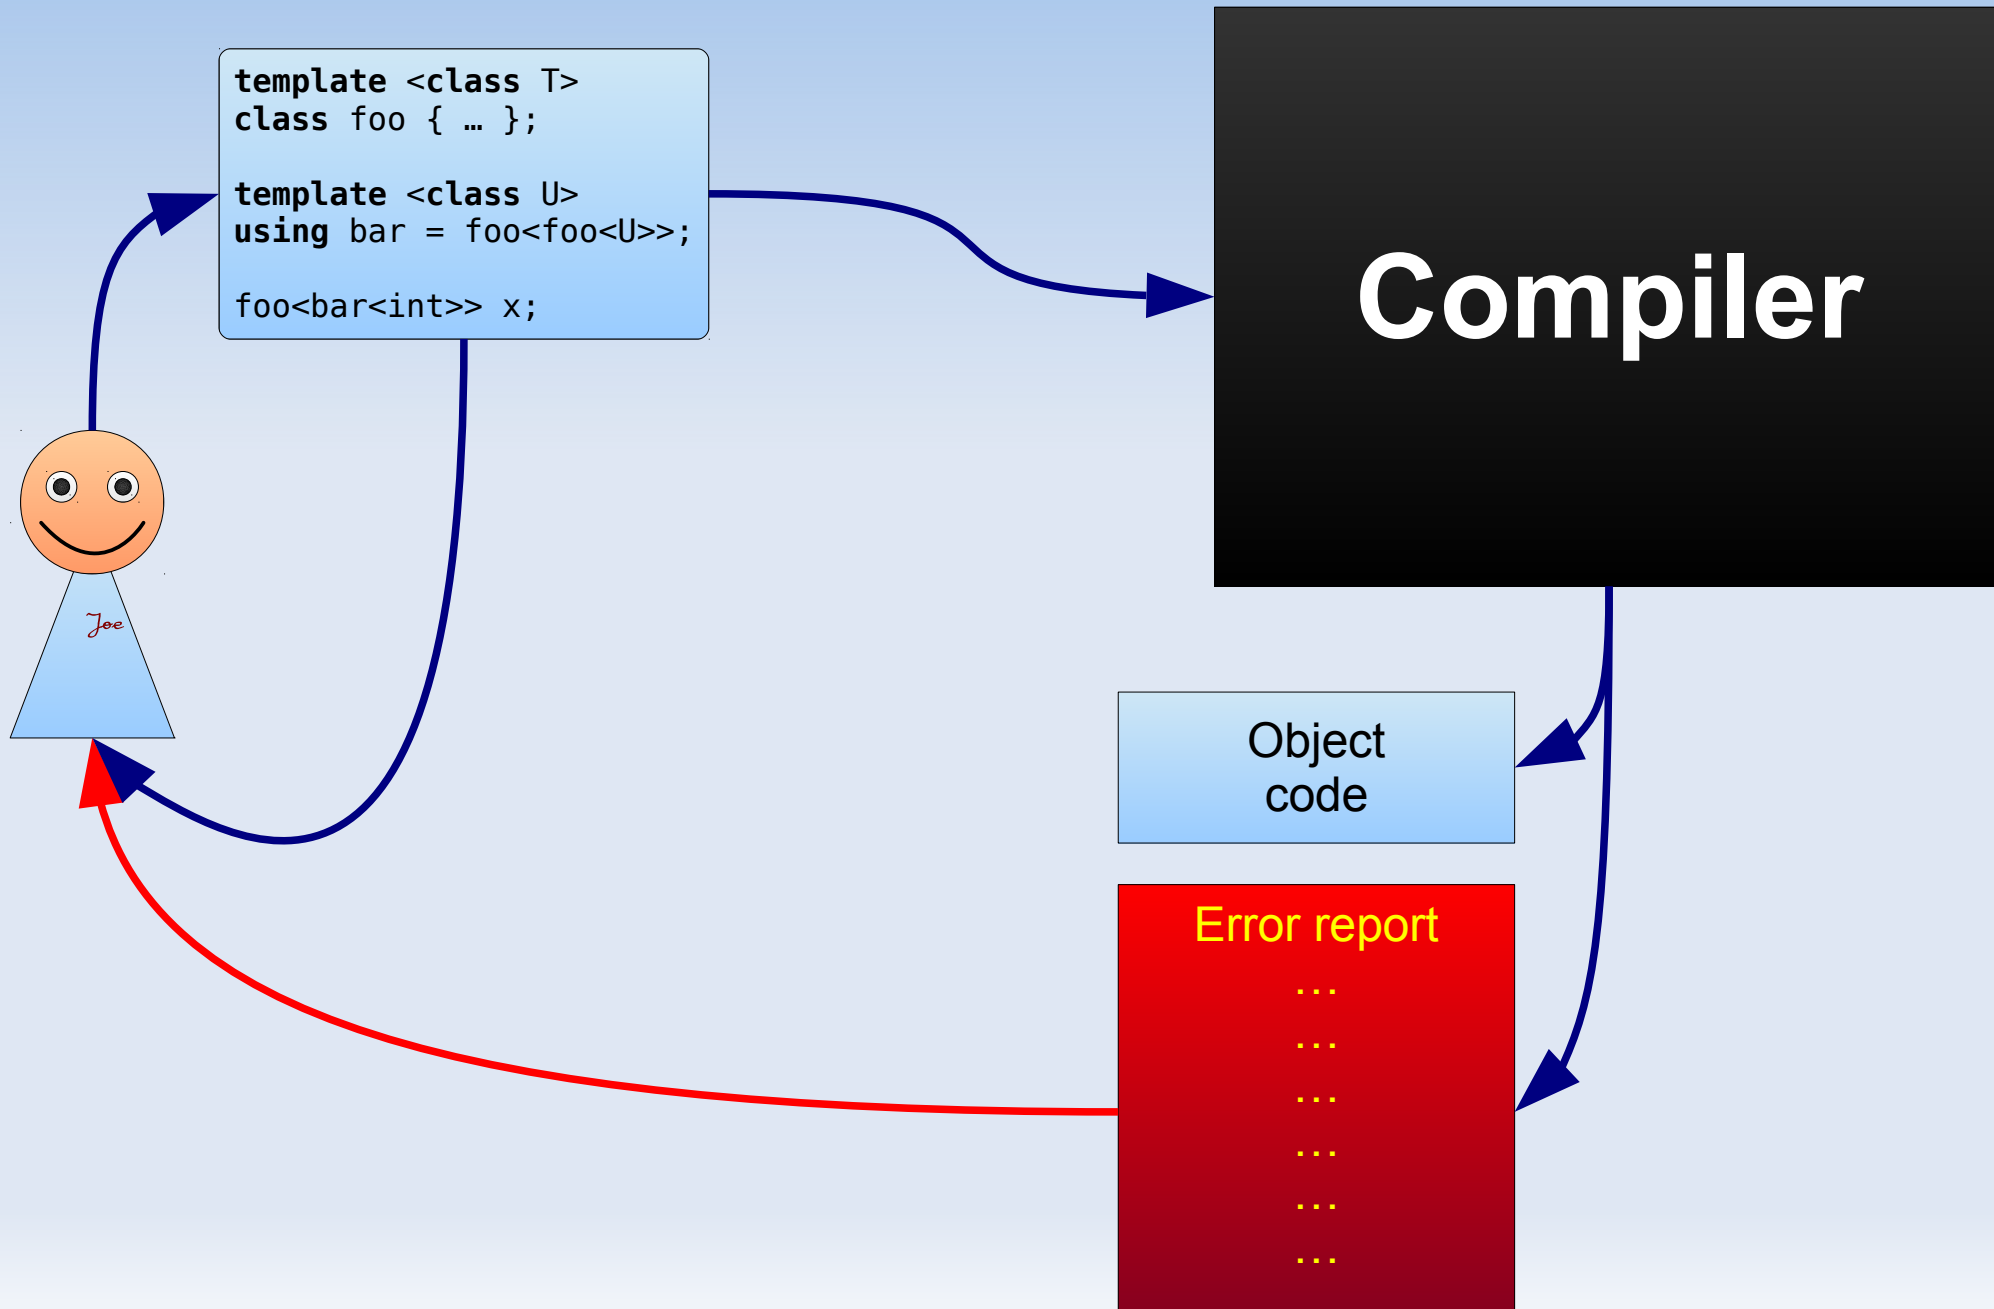 template <class T>
class foo { … };
template <class U>
using bar = foo<foo<U>>;
foo<bar<int>> x;
Compiler
Joe
Object
code
Error report
...
...
...
...
...
...